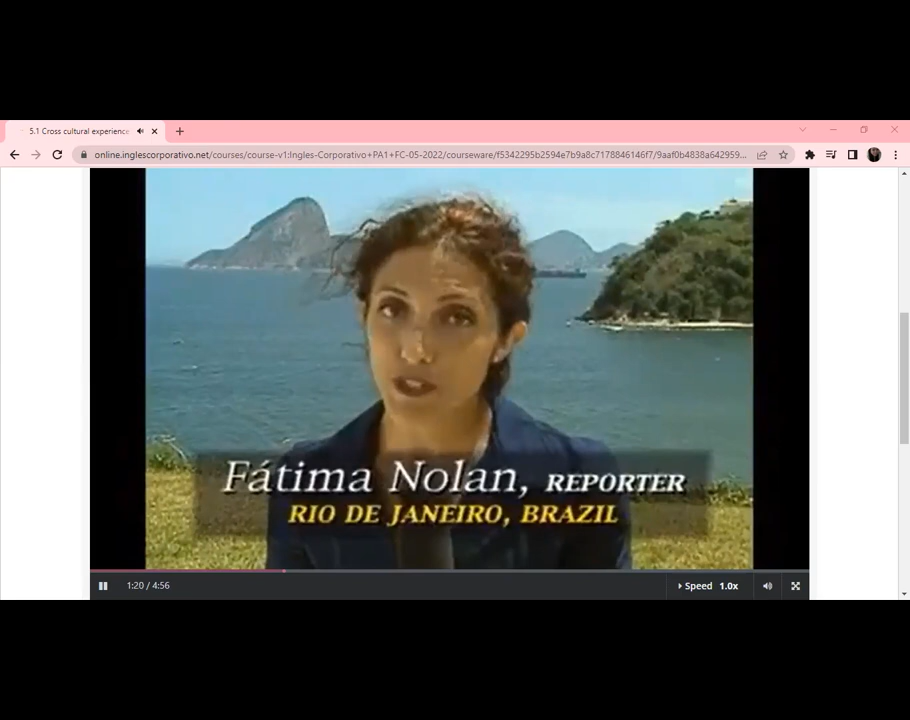 5.1 Cross cultural experience
online.inglescorporativo.net/courses/course-v1:Ingles-Corporativo+PA1+FC-05-2022/courseware/f5342295b2594e7b9a8c7178846146f7/9aaf0b4838a642959...
Fátima Nolan, REPORTER
RIO DE JANEIRO, BRAZIL
1:20 / 4:56
Speed 1.0x